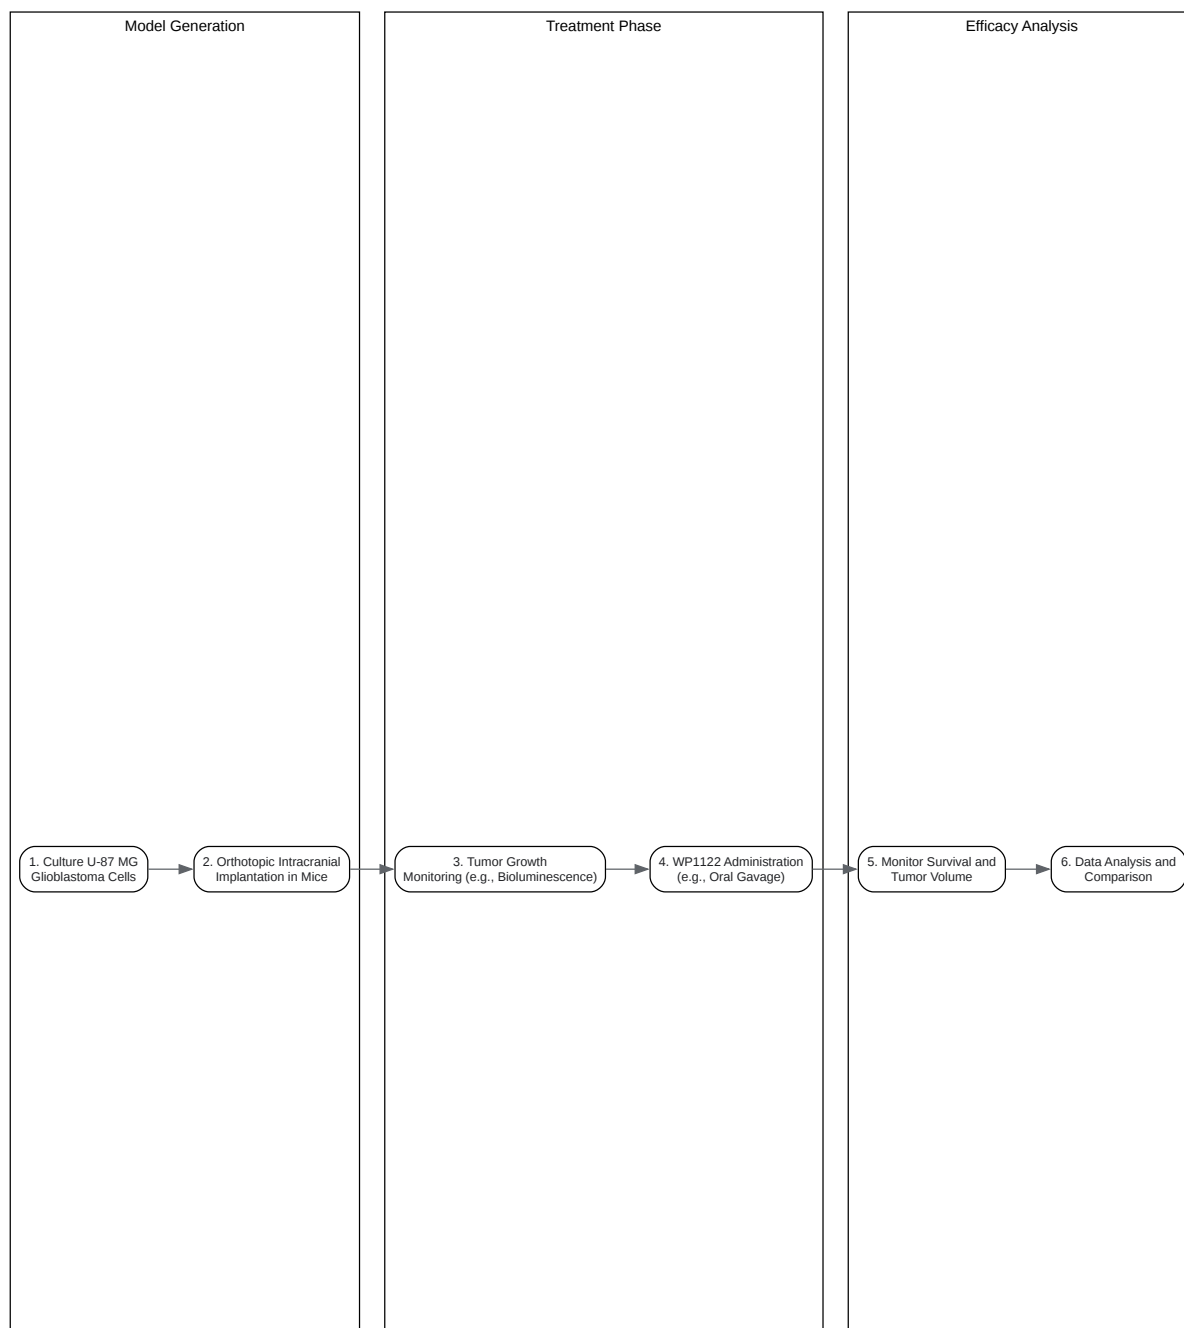 Model Generation
Treatment Phase
Efficacy Analysis
1. Culture U-87 MG
Glioblastoma Cells
2. Orthotopic Intracranial
Implantation in Mice
3. Tumor Growth
Monitoring (e.g., Bioluminescence)
4. WP1122 Administration
(e.g., Oral Gavage)
5. Monitor Survival and
Tumor Volume
6. Data Analysis and
Comparison